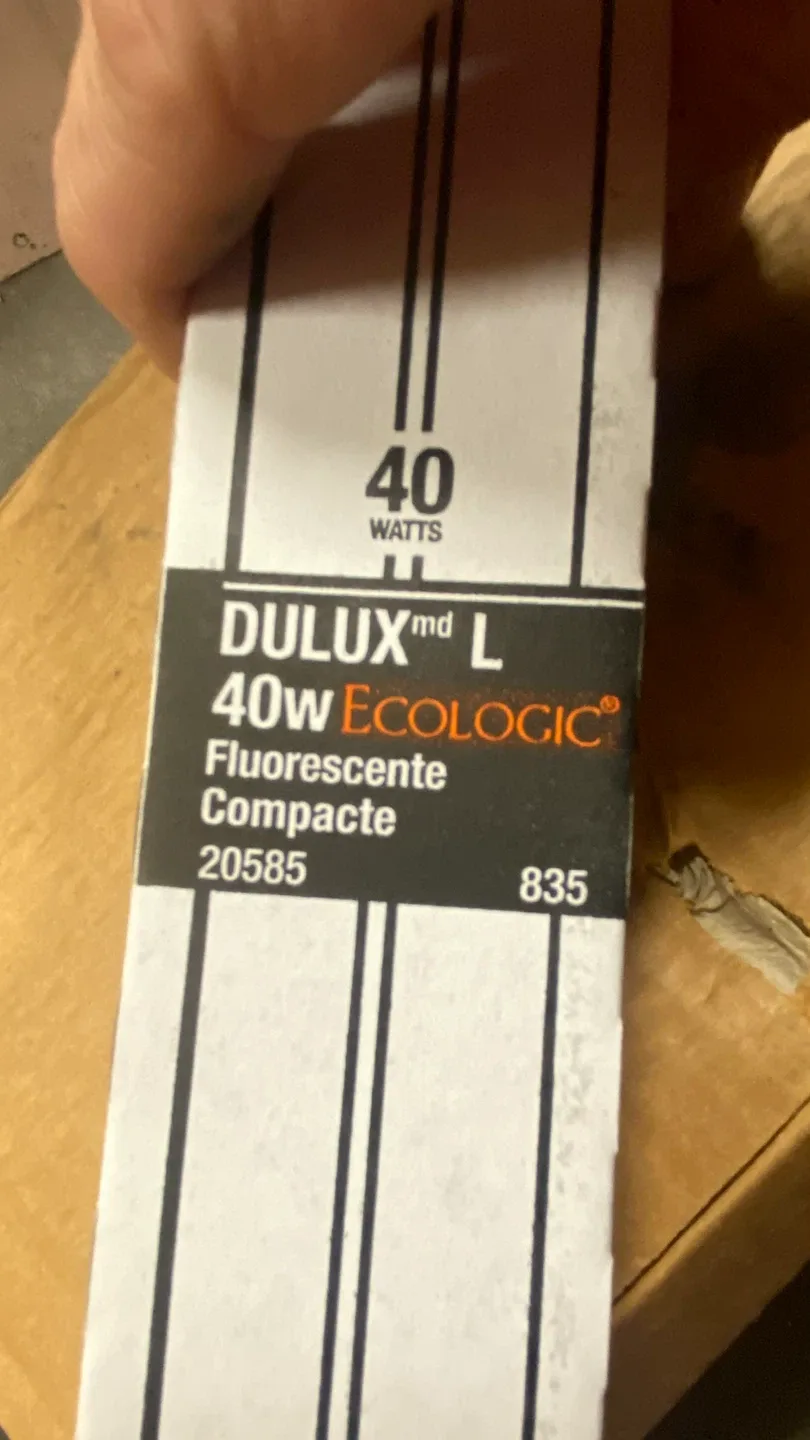 40
WATTS
DULUXmd L
40w ECOLOGIC®
Fluorescente
Compacte
20585 835